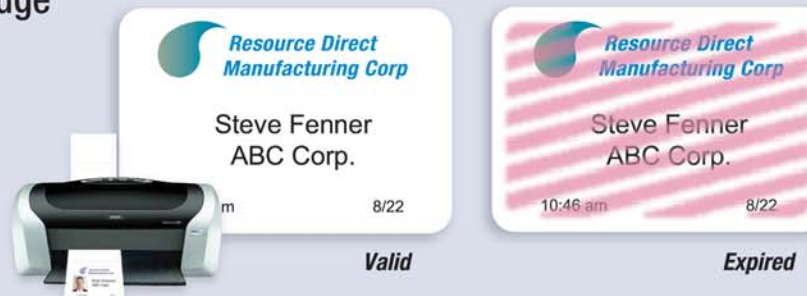 Resource Direct
Manufacturing Corp
Steve Fenner
ABC Corp.
m
8/22
Valid
Resource Direct
Manufacturing Corp
Steve Fenner
ABC Corp.
10:46 am
8/22
Expired